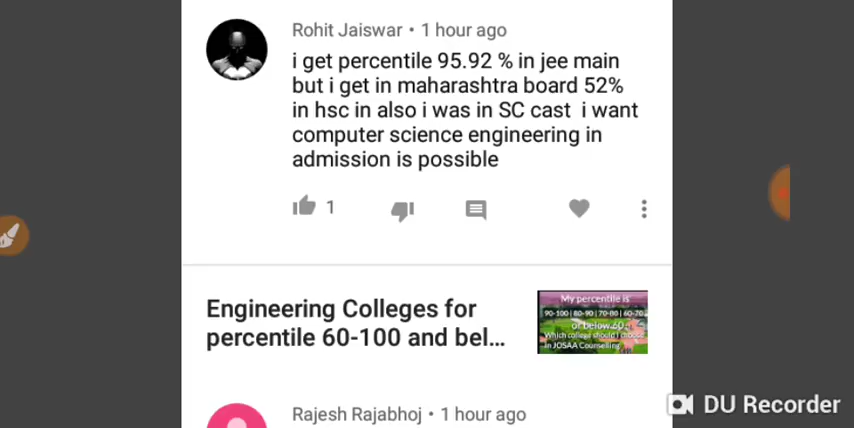 Rohit Jaiswar • 1 hour ago
i get percentile 95.92 % in jee main
but i get in maharashtra board 52%
in hsc in also i was in SC cast i want
computer science engineering in
admission is possible
1
Engineering Colleges for
percentile 60-100 and bel...
My percentile is
90-100 | 80-90 | 70-80 | 60-70
or below 60
Which college should I choose
in JOSAA Counselling
Rajesh Rajabhoj • 1 hour ago
DU Recorder